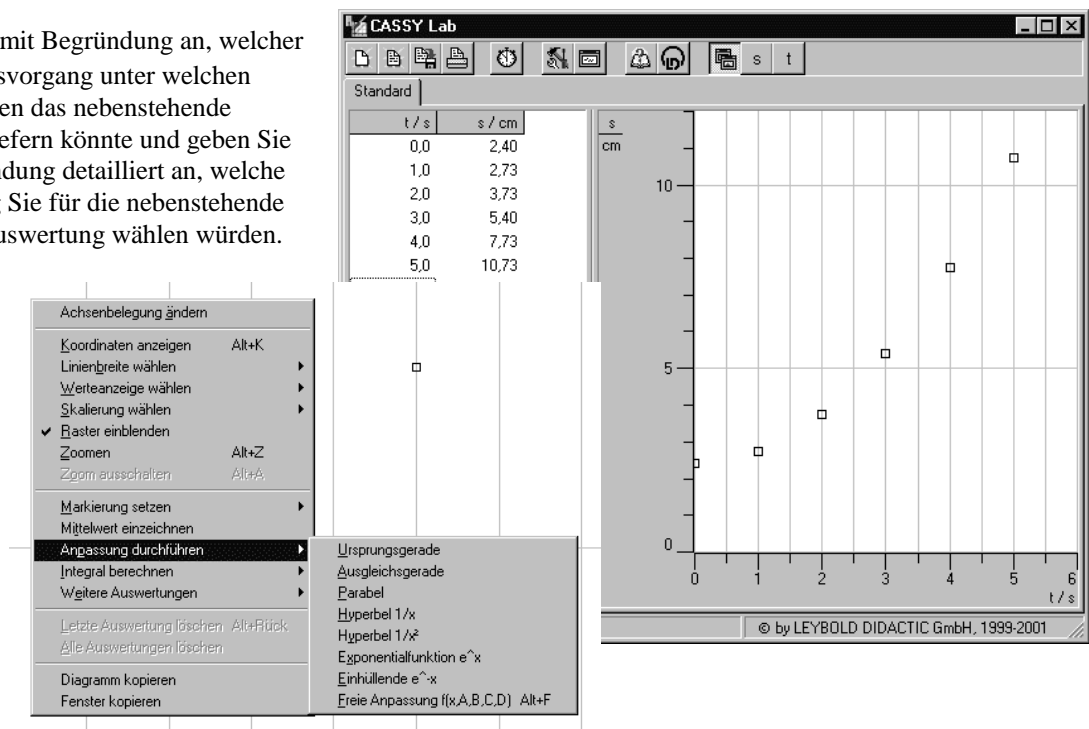 mit Begründung an, welcher
svorgang unter welchen
en das nebenstehende
efern könnte und geben Sie
ndung detailliert an, welche
g Sie für die nebenstehende
uswertung wählen würden.
CASSY Lab
s t
Standard
t / s s / cm
0,0 2,40
1,0 2,73
2,0 3,73
3,0 5,40
4,0 7,73
5,0 10,73
s
cm
10
5
0
0 1 2 3 4 5 6
t / s
© by LEYBOLD DIDACTIC GmbH, 1999-2001
Achsenbelegung ändern
Koordinaten anzeigen Alt+K
Linienbreite wählen
Werteanzeige wählen
Skalierung wählen
Raster einblenden
Zoomen Alt+Z
Zoom ausschalten Alt+A
Markierung setzen
Mittelwert einzeichnen
Anpassung durchführen
Integral berechnen
Weitere Auswertungen
Letzte Auswertung löschen Alt+Rück
Alle Auswertungen löschen
Diagramm kopieren
Fenster kopieren
Ursprungsgerade
Ausgleichsgerade
Parabel
Hyperbel 1/x
Hyperbel 1/x²
Exponentialfunktion e^x
Einhüllende e^-x
Freie Anpassung f(x,A,B,C,D) Alt+F